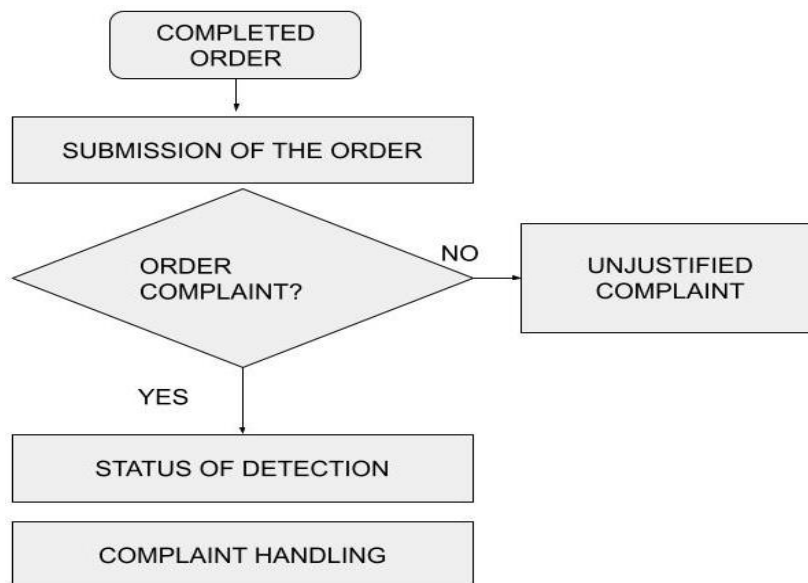 COMPLETED
ORDER
SUBMISSION OF THE ORDER
ORDER
COMPLAINT?
NO
UNJUSTIFIED
COMPLAINT
YES
STATUS OF DETECTION
COMPLAINT HANDLING